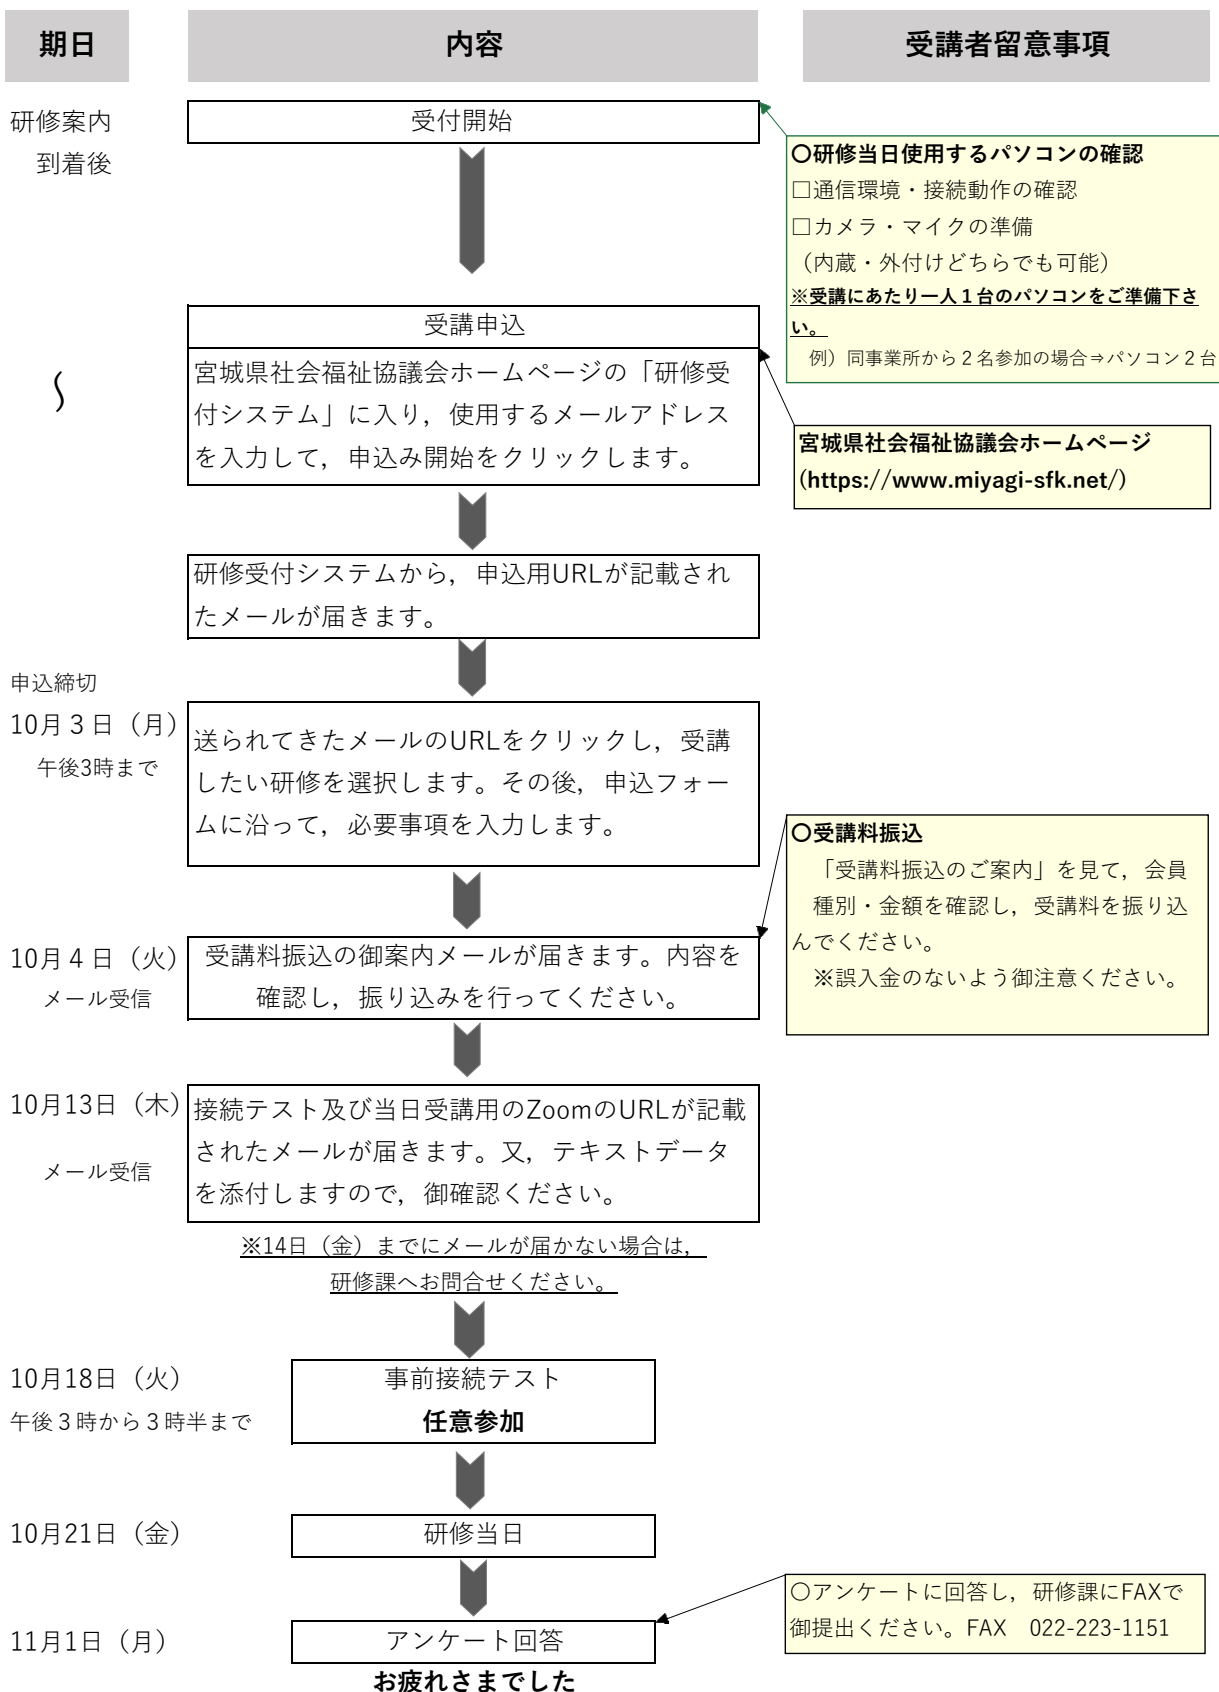 期日
内容
受講者留意事項
研修案内
到着後
受付開始
〇研修当日使用するパソコンの確認
□通信環境・接続動作の確認
□カメラ・マイクの準備
（内蔵・外付けどちらでも可能）
※受講にあたり一人１台のパソコンをご準備下さ
い。
例）同事業所から２名参加の場合⇒パソコン２台
～
受講申込
宮城県社会福祉協議会ホームページの「研修受
付システム」に入り，使用するメールアドレス
を入力して，申込み開始をクリックします。
宮城県社会福祉協議会ホームページ
(https://www.miyagi-sfk.net/)
研修受付システムから，申込用URLが記載され
たメールが届きます。
申込締切
10月３日（月）
午後3時まで
送られてきたメールのURLをクリックし，受講
したい研修を選択します。その後，申込フォー
ムに沿って，必要事項を入力します。
〇受講料振込
「受講料振込のご案内」を見て，会員
種別・金額を確認し，受講料を振り込
んでください。
※誤入金のないよう御注意ください。
10月４日（火）
メール受信
受講料振込の御案内メールが届きます。内容を
確認し，振り込みを行ってください。
10月13日（木）
メール受信
接続テスト及び当日受講用のZoomのURLが記載
されたメールが届きます。又，テキストデータ
を添付しますので，御確認ください。
※14日（金）までにメールが届かない場合は，
研修課へお問合せください。
10月18日（火）
午後３時から３時半まで
事前接続テスト
任意参加
10月21日（金）
研修当日
11月1日（月）
アンケート回答
〇アンケートに回答し，研修課にFAXで
御提出ください。FAX　022-223-1151
お疲れさまでした